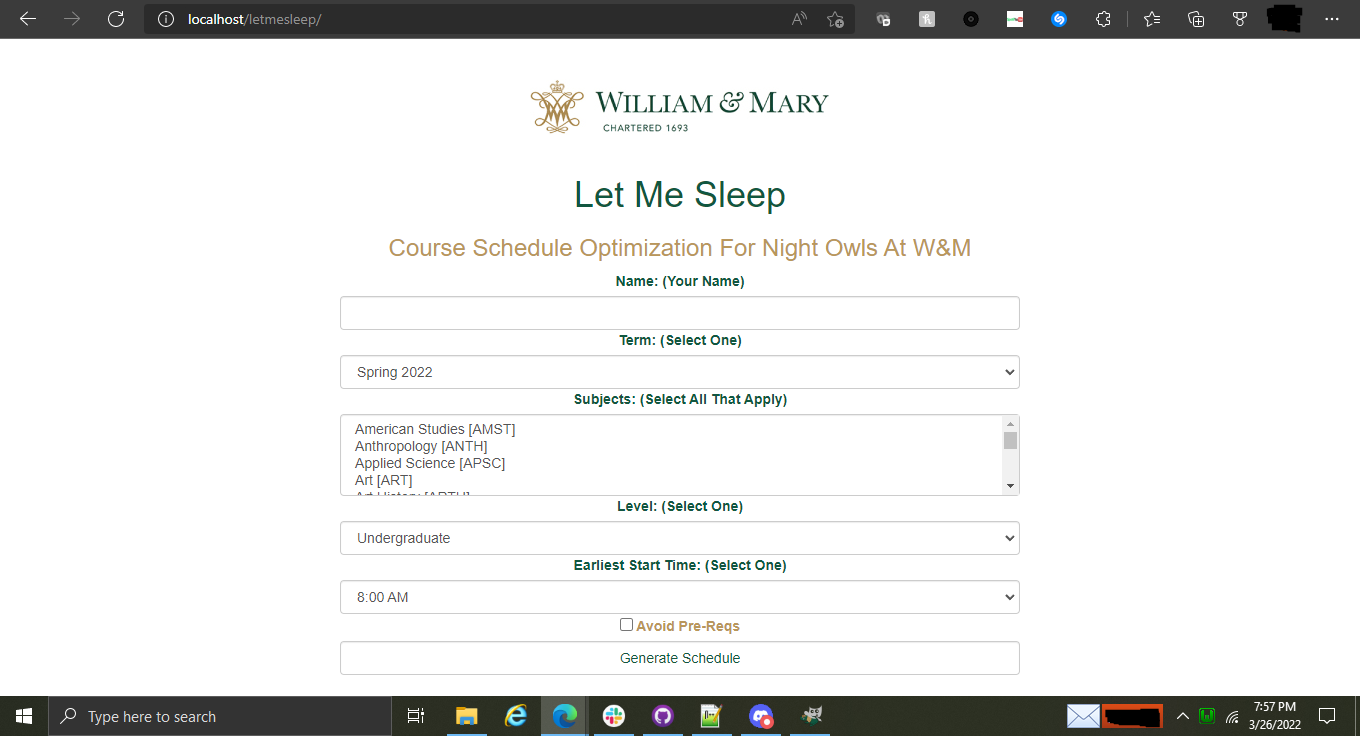 localhost/letmesleep/
WILLIAM & MARY
CHARTERED 1693
Let Me Sleep
Course Schedule Optimization For Night Owls At W&M
Name: (Your Name)
Term: (Select One)
Spring 2022
Subjects: (Select All That Apply)
American Studies [AMST]
Anthropology [ANTH]
Applied Science [APSC]
Art [ART]
Art History [ARTH]
Level: (Select One)
Undergraduate
Earliest Start Time: (Select One)
8:00 AM
Avoid Pre-Reqs
Generate Schedule
Type here to search
7:57 PM
3/26/2022